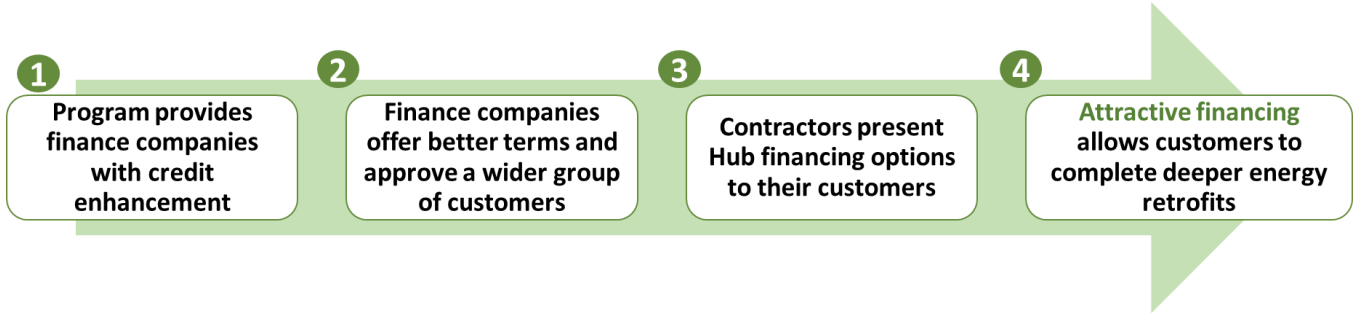 1
Program provides
finance companies
with credit
enhancement
2
Finance companies
offer better terms and
approve a wider group
of customers
3
Contractors present
Hub financing options
to their customers
4
Attractive financing
allows customers to
complete deeper energy
retrofits